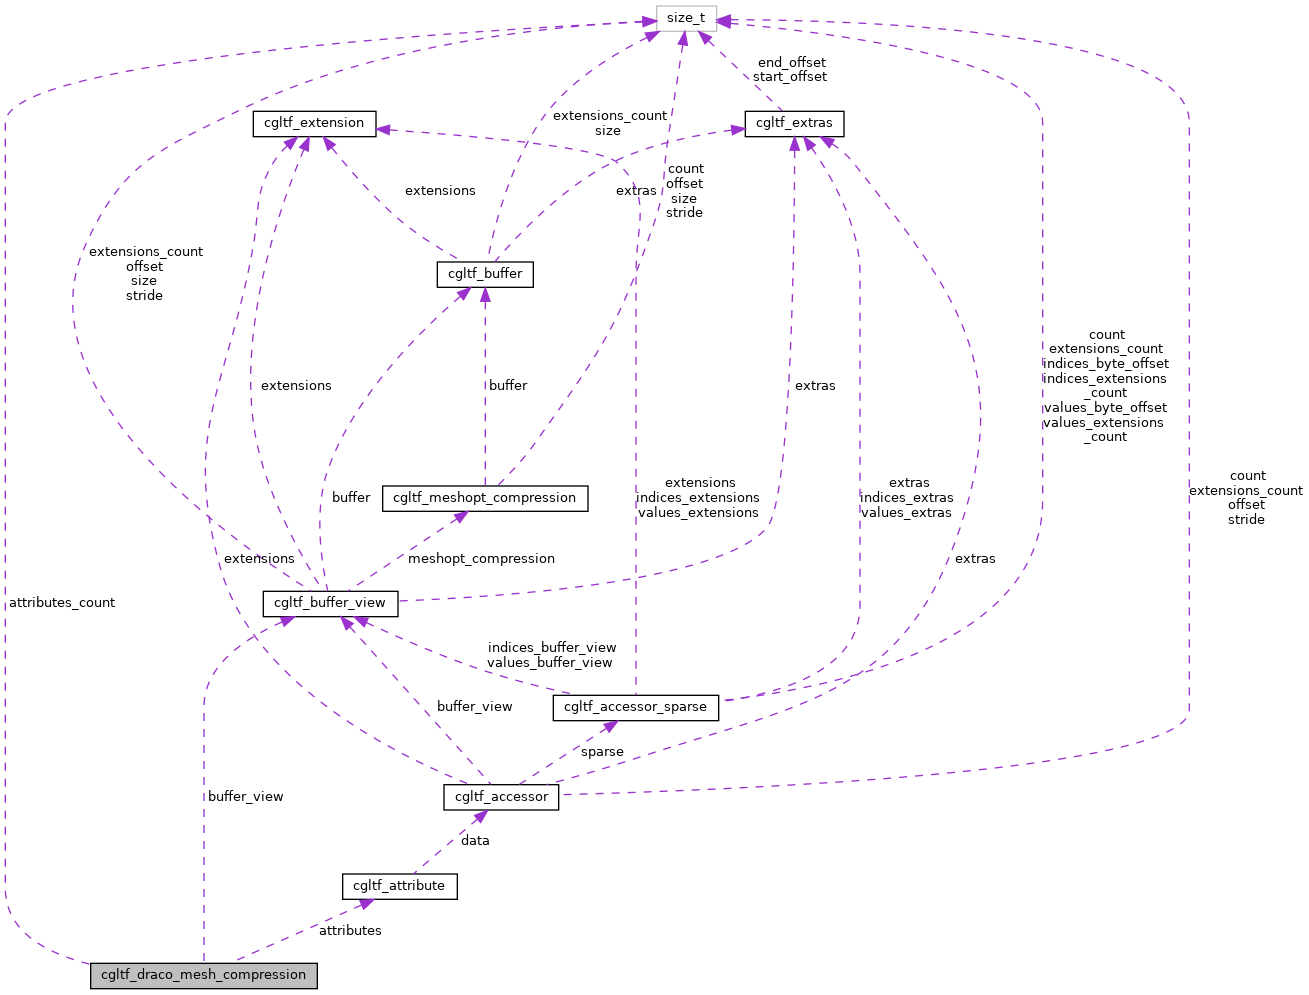 size_t
end_offset
start_offset
cgltf_extension
extensions_count
size
cgltf_extras
count
offset
size
stride
extensions
extras
extensions_count
offset
size
stride
cgltf_buffer
count
extensions_count
indices_byte_offset
indices_extensions
_count
values_byte_offset
values_extensions
_count
extensions
buffer
extras
extensions
indices_extensions
values_extensions
extras
indices_extras
values_extras
count
extensions_count
offset
stride
buffer
cgltf_meshopt_compression
extensions
meshopt_compression
extras
attributes_count
cgltf_buffer_view
indices_buffer_view
values_buffer_view
buffer_view
cgltf_accessor_sparse
sparse
buffer_view
cgltf_accessor
data
cgltf_attribute
attributes
cgltf_draco_mesh_compression